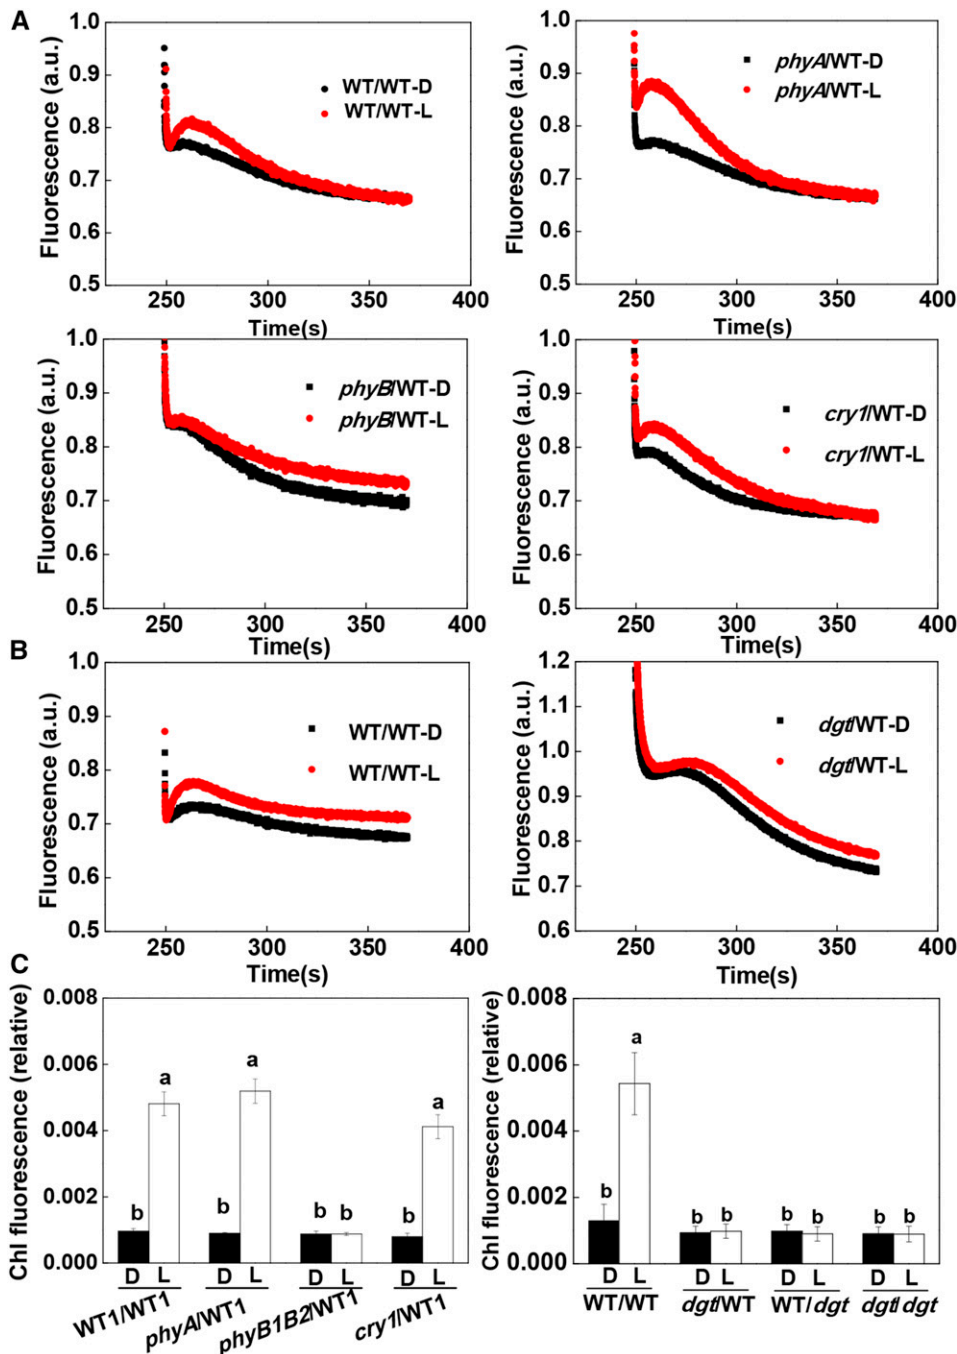 A
Fluorescence (a.u.)
1.0
0.9
0.8
0.7
0.6
0.5
WT/WT-D
WT/WT-L
250 300 350 400
Time(s)
Fluorescence (a.u.)
1.0
0.9
0.8
0.7
0.6
0.5
phyA/WT-D
phyA/WT-L
250 300 350 400
Time(s)
Fluorescence (a.u.)
1.0
0.9
0.8
0.7
0.6
0.5
phyB/WT-D
phyB/WT-L
250 300 350 400
Time(s)
Fluorescence (a.u.)
1.0
0.9
0.8
0.7
0.6
0.5
cry1/WT-D
cry1/WT-L
250 300 350 400
Time(s)
B
Fluorescence (a.u.)
1.0
0.9
0.8
0.7
0.6
0.5
WT/WT-D
WT/WT-L
250 300 350 400
Time(s)
Fluorescence (a.u.)
1.2
1.1
1.0
0.9
0.8
0.7
0.6
dgt/WT-D
dgt/WT-L
250 300 350 400
Time(s)
C
Chl fluorescence (relative)
0.008
0.006
0.004
0.002
0.000
b a b a b b b a
D L D L D L D L
WT1/WT1 phyA/WT1 phyB1B2/WT1 cry1/WT1
Chl fluorescence (relative)
0.008
0.006
0.004
0.002
0.000
b a b b b b b b
D L D L D L D L
WT/WT dgt/WT WT/dgt dgt/dgt